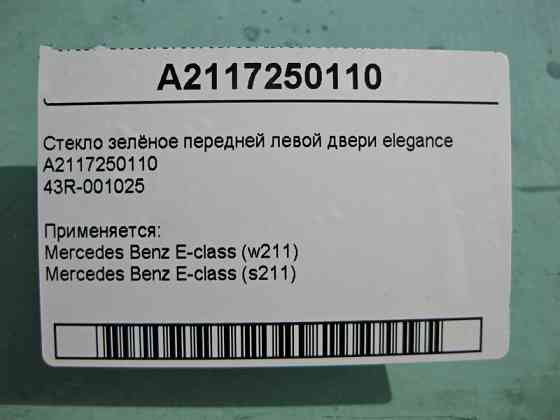 A2117250110
Стекло зелёное передней левой двери elegance
A2117250110
43R-001025
Применяется:
Mercedes Benz E-class (w211)
Mercedes Benz E-class (s211)